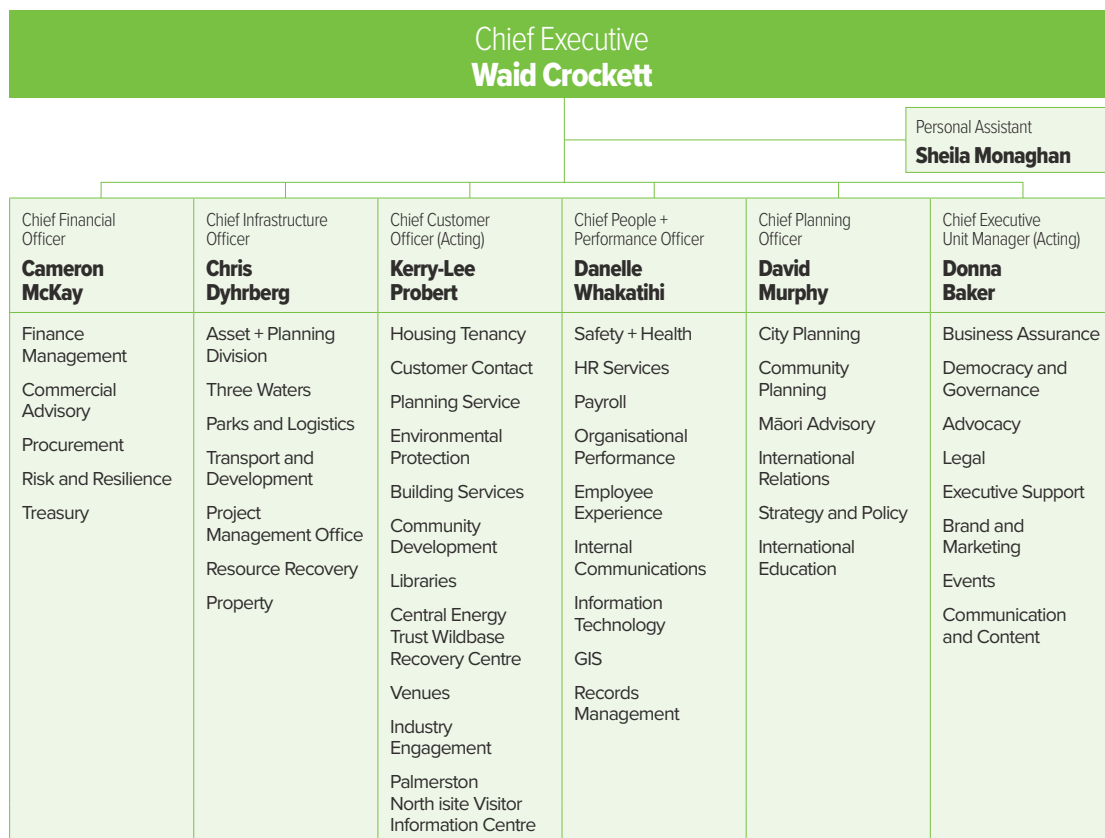 Chief Executive
Waid Crockett
Personal Assistant
Sheila Monaghan
Chief Financial
Officer
Cameron
McKay
Finance
Management
Commercial
Advisory
Procurement
Risk and Resilience
Treasury
Chief Infrastructure
Officer
Chris
Dyhrberg
Asset + Planning
Division
Three Waters
Parks and Logistics
Transport and
Development
Project
Management Office
Resource Recovery
Property
Chief Customer
Officer (Acting)
Kerry-Lee
Probert
Housing Tenancy
Customer Contact
Planning Service
Environmental
Protection
Building Services
Community
Development
Libraries
Central Energy
Trust Wildbase
Recovery Centre
Venues
Industry
Engagement
Palmerston
North isite Visitor
Information Centre
Chief People +
Performance Officer
Danelle
Whakatihi
Safety + Health
HR Services
Payroll
Organisational
Performance
Employee
Experience
Internal
Communications
Information
Technology
GIS
Records
Management
Chief Planning
Officer
David
Murphy
City Planning
Community
Planning
Māori Advisory
International
Relations
Strategy and Policy
International
Education
Chief Executive
Unit Manager (Acting)
Donna
Baker
Business Assurance
Democracy and
Governance
Advocacy
Legal
Executive Support
Brand and
Marketing
Events
Communication
and Content